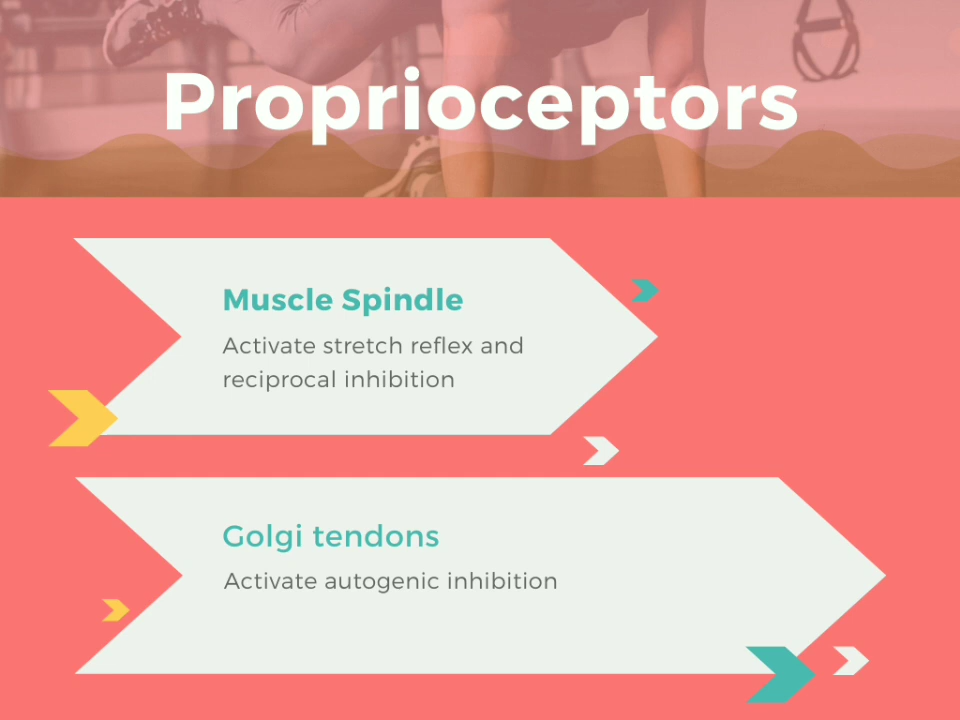 Proprioceptors
Muscle Spindle
Activate stretch reflex and
reciprocal inhibition
Golgi tendons
Activate autogenic inhibition